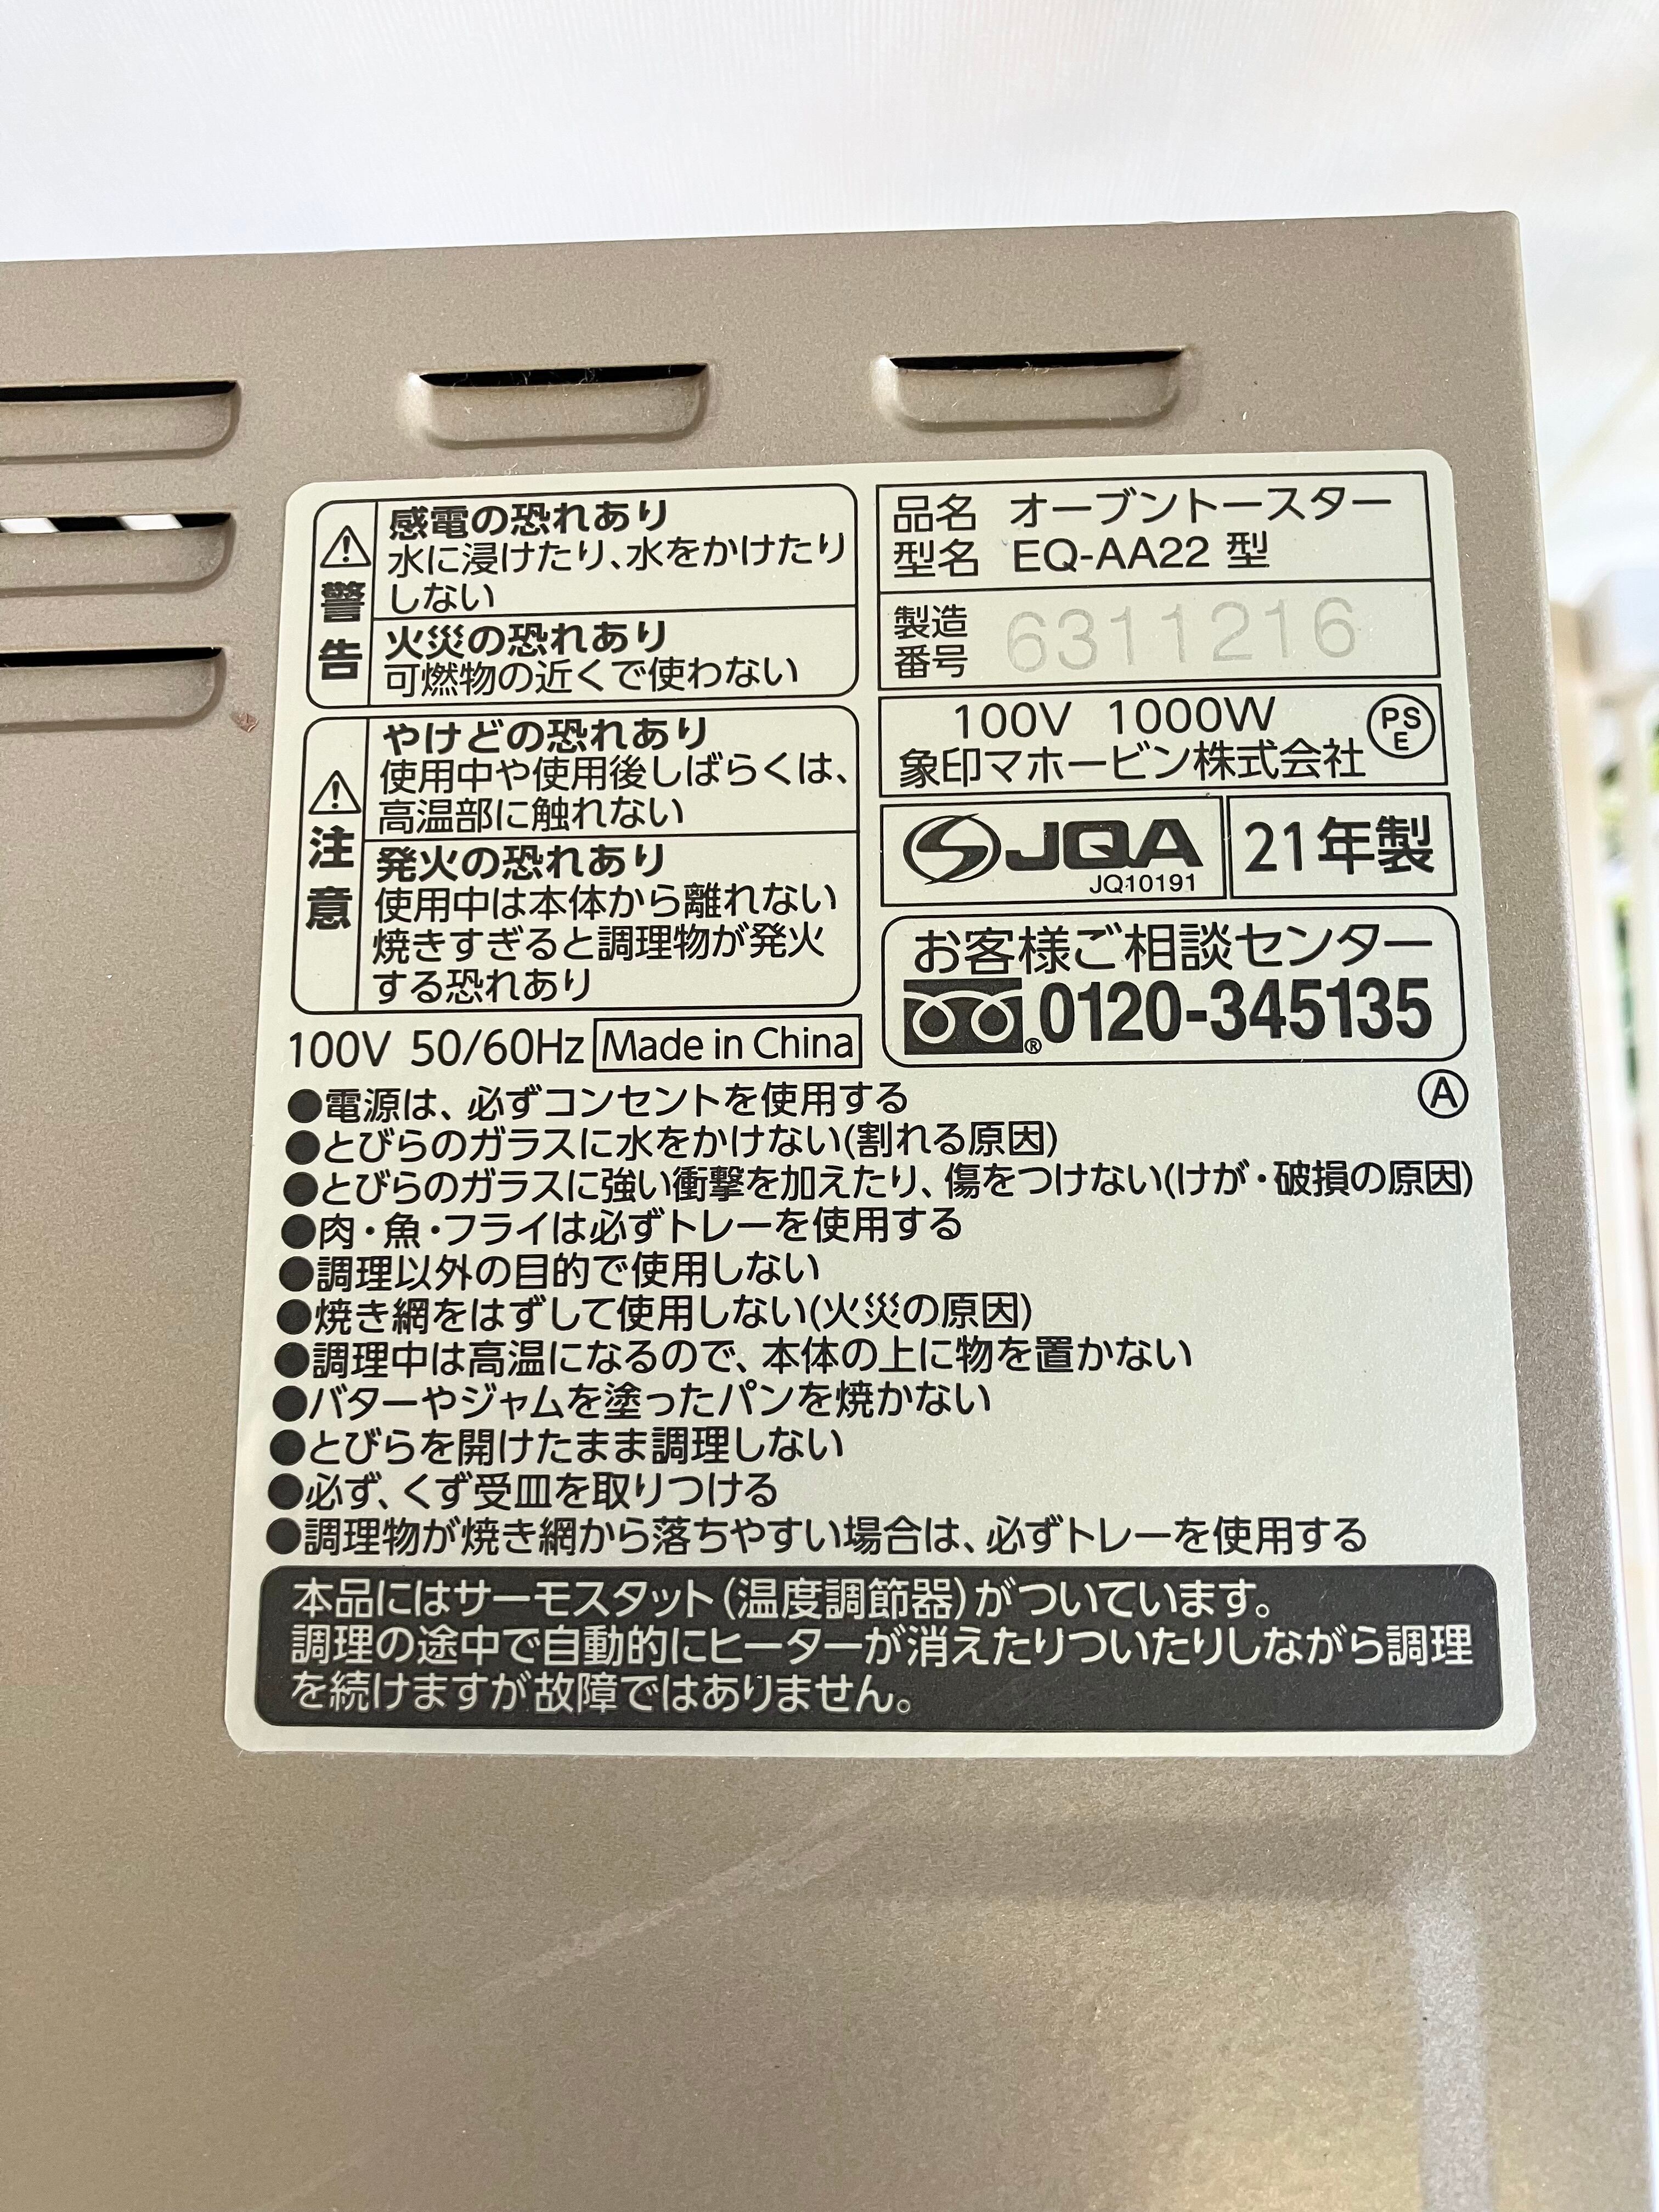 警告
感電の恐れあり
水に浸けたり、水をかけたり
しない
火災の恐れあり
可燃物の近くで使わない
注意
やけどの恐れあり
使用中や使用後しばらくは、
高温部に触れない
発火の恐れあり
使用中は本体から離れない
焼きすぎると調理物が発火
する恐れあり
100V 50/60Hz Made in China
品名 オーブントースター
型名 EQ-AA22 型
製造番号 6311216
100V 1000W
PSE
象印マホービン株式会社
JQA
JQ10191
21年製
お客様ご相談センター
®0120-345135
Ⓐ
●電源は、必ずコンセントを使用する
●とびらのガラスに水をかけない(割れる原因)
●とびらのガラスに強い衝撃を加えたり、傷をつけない(けが・破損の原因)
●肉・魚・フライは必ずトレーを使用する
●調理以外の目的で使用しない
●焼き網をはずして使用しない(火災の原因)
●調理中は高温になるので、本体の上に物を置かない
●バターやジャムを塗ったパンを焼かない
●とびらを開けたまま調理しない
●必ず、くず受皿を取りつける
●調理物が焼き網から落ちやすい場合は、必ずトレーを使用する
本品にはサーモスタット(温度調節器)がついています。
調理の途中で自動的にヒーターが消えたりついたりしながら調理
を続けますが故障ではありません。